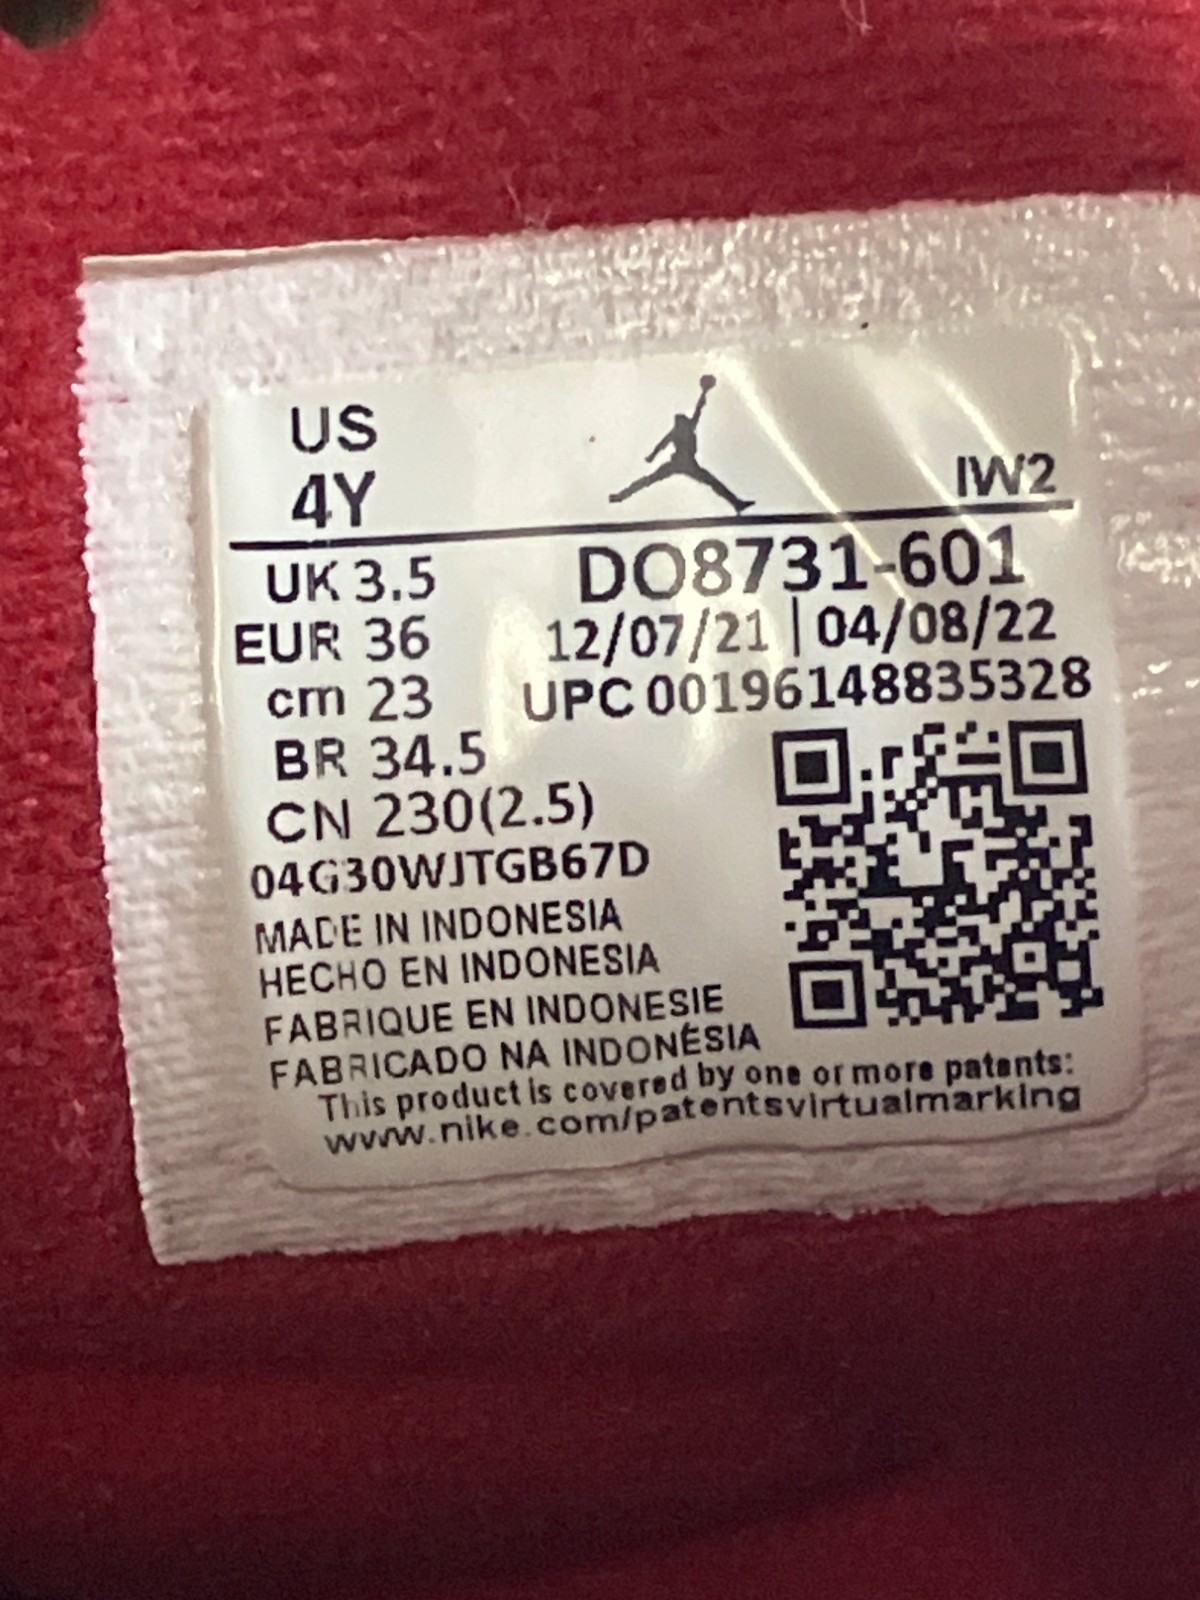 US
4Y
IW2
UK 3.5
DO8731-601
EUR 36
12/07/21 | 04/08/22
cm 23
UPC 00196148835328
BR 34.5
CN 230(2.5)
04G30WJTGB67D
MADE IN INDONESIA
HECHO EN INDONESIA
FABRIQUE EN INDONESIE
FABRICADO NA INDONÉSIA
This product is covered by one or more patents:
www.nike.com/patentsvirtualmarking